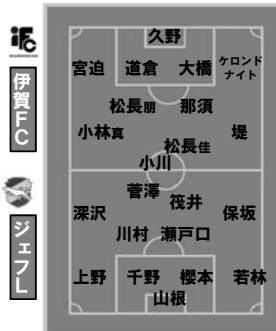 iFC
伊賀FC
ジェフL
久野
宮迫 道倉 大橋 ケロンド
ナイト
松長朋 那須
小林真 堤
松長佳
小川
菅澤
筏井
深沢 保坂
川村 瀬戸口
上野 千野 櫻本 若林
山根